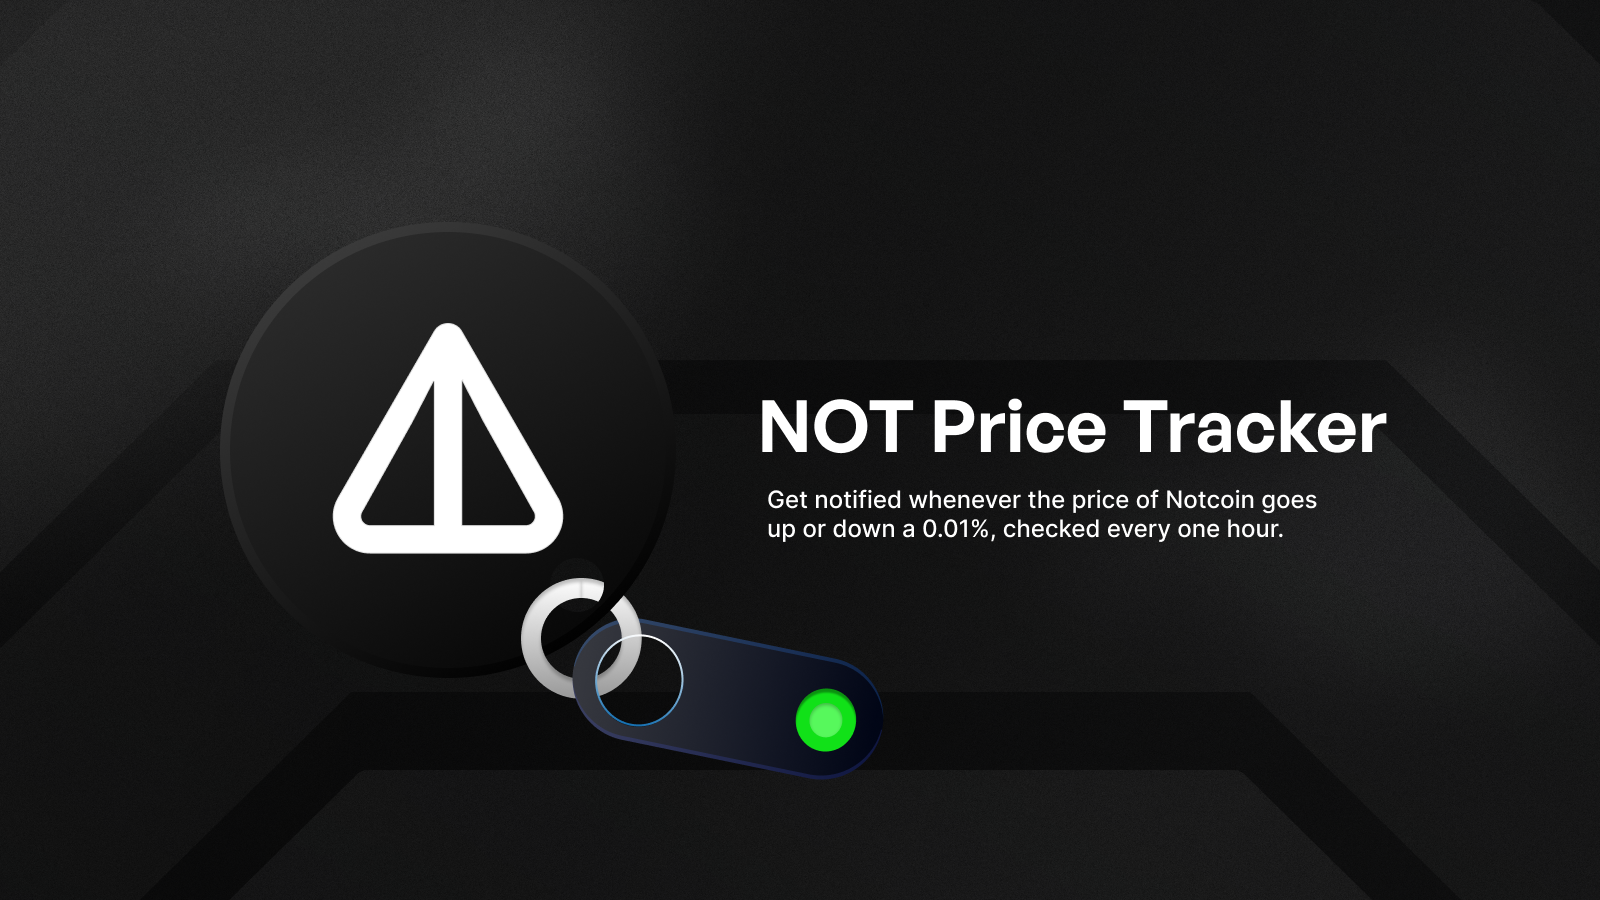 NOT Price Tracker
Get notified whenever the price of Notcoin goes
up or down a 0.01%, checked every one hour.